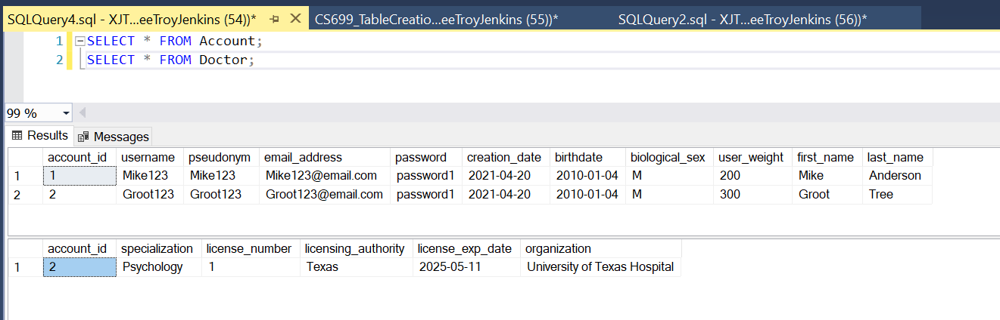 SQLQuery4.sql - XJT...eeTroyJenkins (54))* CS699_TableCreatio...eeTroyJenkins (55))* SQLQuery2.sql - XJT...eeTroyJenkins (56))*
1 SELECT * FROM Account;
2 SELECT * FROM Doctor;
99 %
Results Messages
account_id username pseudonym email_address password creation_date birthdate biological_sex user_weight first_name last_name
1 1 Mike123 Mike123 Mike123@email.com password1 2021-04-20 2010-01-04 M 200 Mike Anderson
2 2 Groot123 Groot123 Groot123@email.com password1 2021-04-20 2010-01-04 M 300 Groot Tree
account_id specialization license_number licensing_authority license_exp_date organization
1 2 Psychology 1 Texas 2025-05-11 University of Texas Hospital